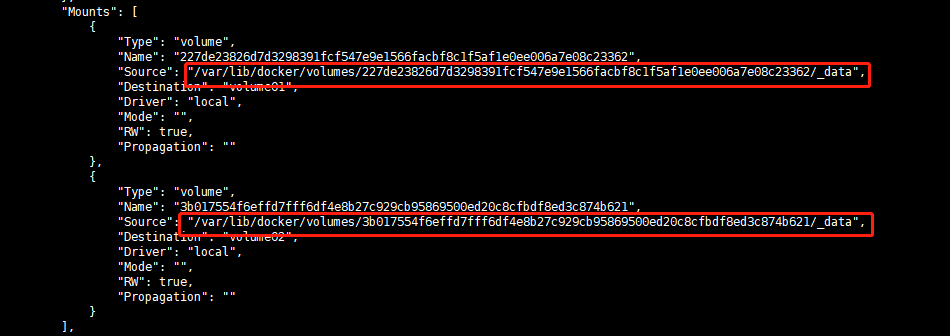 "Mounts": [
{
"Type": "volume",
"Name": "227de23826d7d3298391fcf547e9e1566facbf8c1f5af1e0ee006a7e08c23362",
"Source": "/var/lib/docker/volumes/227de23826d7d3298391fcf547e9e1566facbf8c1f5af1e0ee006a7e08c23362/_data",
"Destination": "volume01",
"Driver": "local",
"Mode": "",
"RW": true,
"Propagation": ""
},
{
"Type": "volume",
"Name": "3b017554f6effd7fff6df4e8b27c929cb95869500ed20c8cfbdf8ed3c874b621",
"Source": "/var/lib/docker/volumes/3b017554f6effd7fff6df4e8b27c929cb95869500ed20c8cfbdf8ed3c874b621/_data",
"Destination": "volume02",
"Driver": "local",
"Mode": "",
"RW": true,
"Propagation": ""
}
],